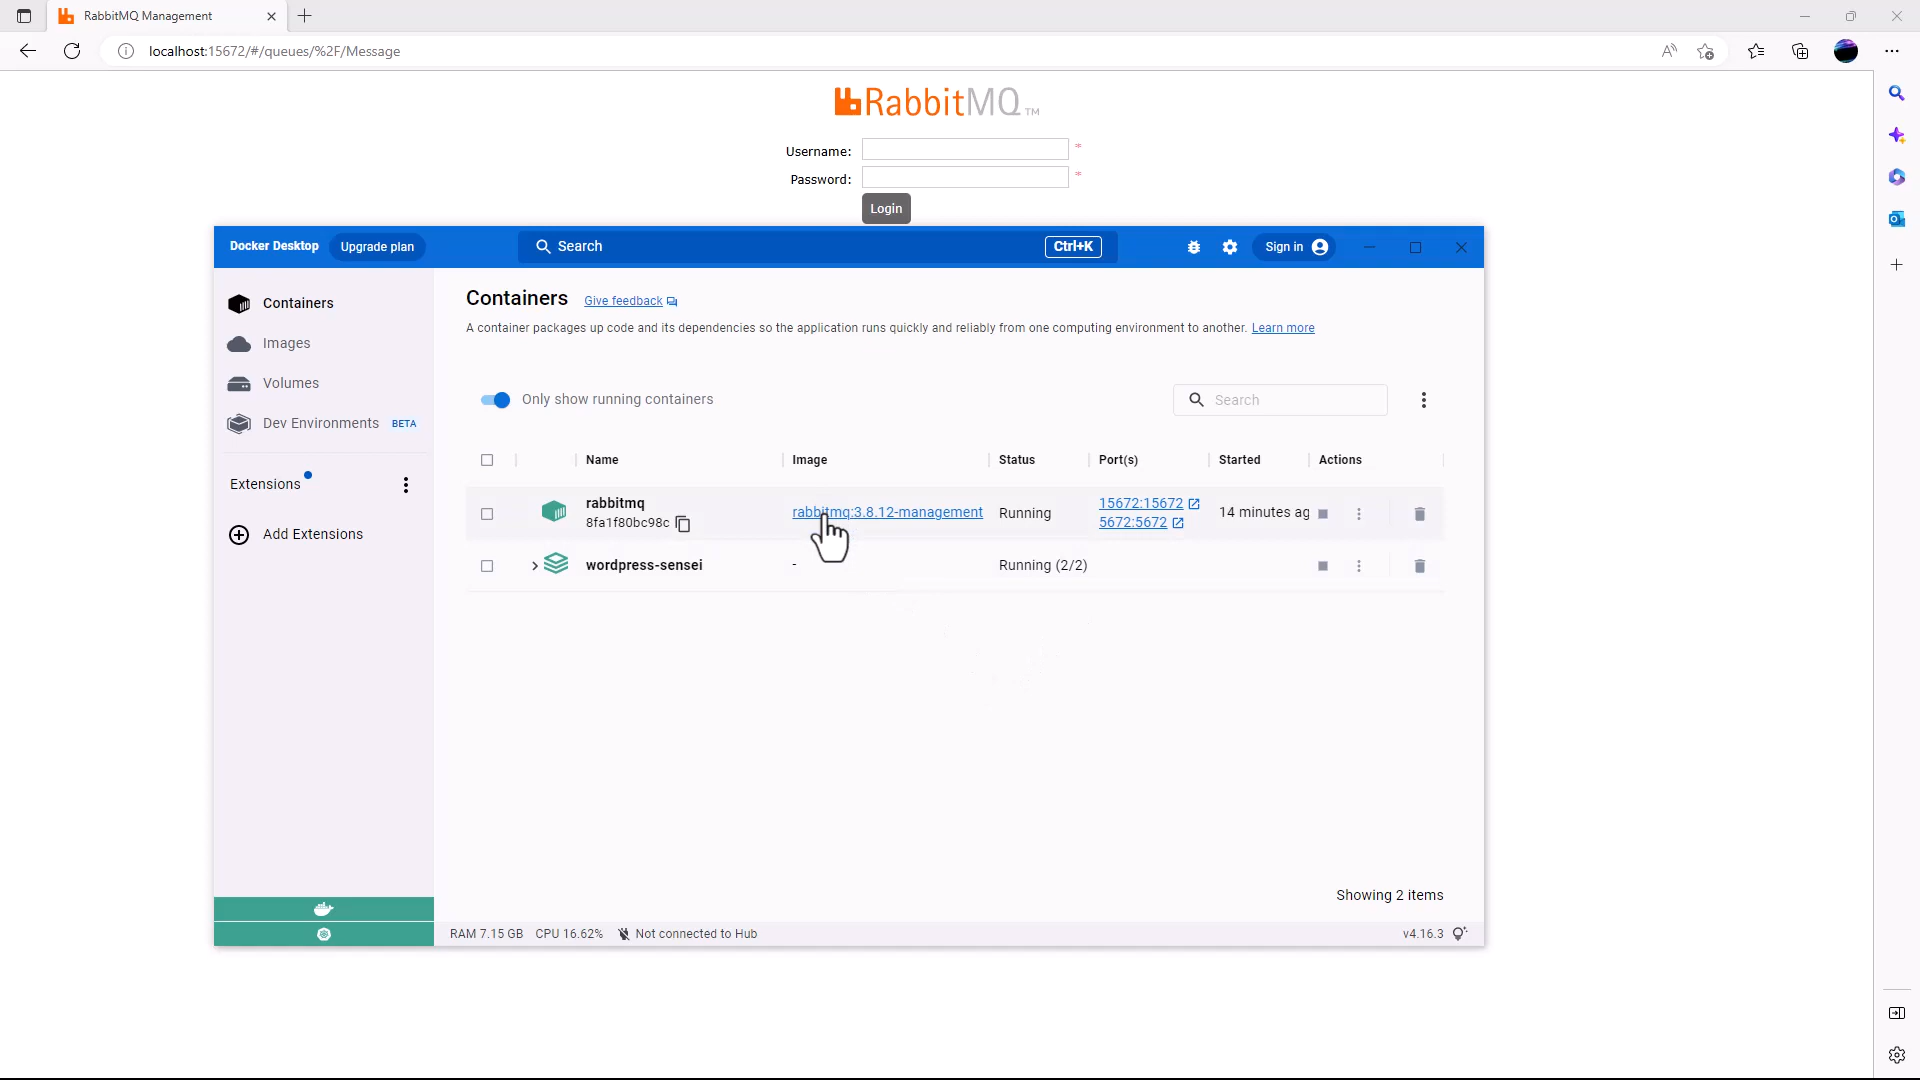 RabbitMQ Management
localhost:15672/#/queues/%2F/Message
RabbitMQ TM
Username: *
Password: *
Login
Docker Desktop Upgrade plan Search Ctrl+K Sign in
Containers
Images
Volumes
Dev Environments BETA
Extensions
Add Extensions
Containers Give feedback
A container packages up code and its dependencies so the application runs quickly and reliably from one computing environment to another. Learn more
Only show running containers Search
Name Image Status Port(s) Started Actions
rabbitmq rabbitmq:3.8.12-management Running 15672:15672 14 minutes ag
8fa1f80bc98c 5672:5672
wordpress-sensei - Running (2/2)
Showing 2 items
RAM 7.15 GB CPU 16.62% Not connected to Hub v4.16.3